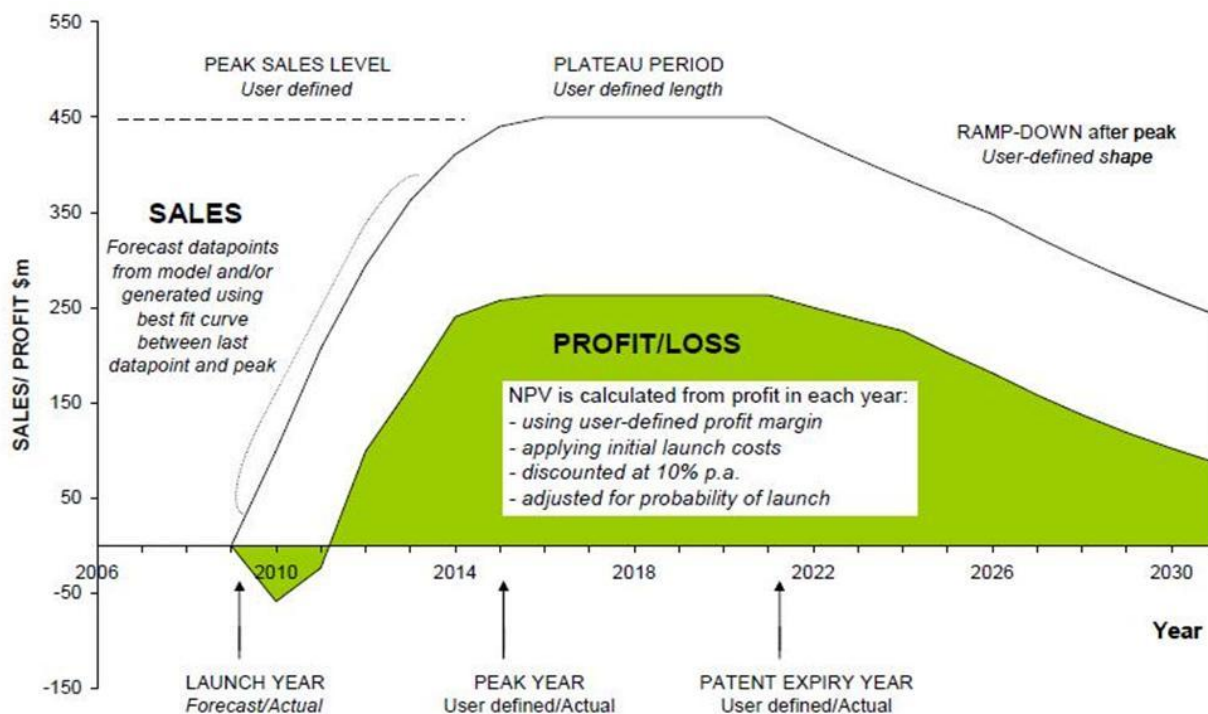 550
PEAK SALES LEVEL
User defined
PLATEAU PERIOD
User defined length
450
RAMP-DOWN after peak
User-defined shape
350
SALES
Forecast datapoints
from model and/or
generated using
best fit curve
between last
datapoint and peak
SALES/ PROFIT $m
250
PROFIT/LOSS
NPV is calculated from profit in each year:
- using user-defined profit margin
- applying initial launch costs
- discounted at 10% p.a.
- adjusted for probability of launch
150
50
2006 2010 2014 2018 2022 2026 2030
-50
Year
-150
LAUNCH YEAR
Forecast/Actual
PEAK YEAR
User defined/Actual
PATENT EXPIRY YEAR
User defined/Actual